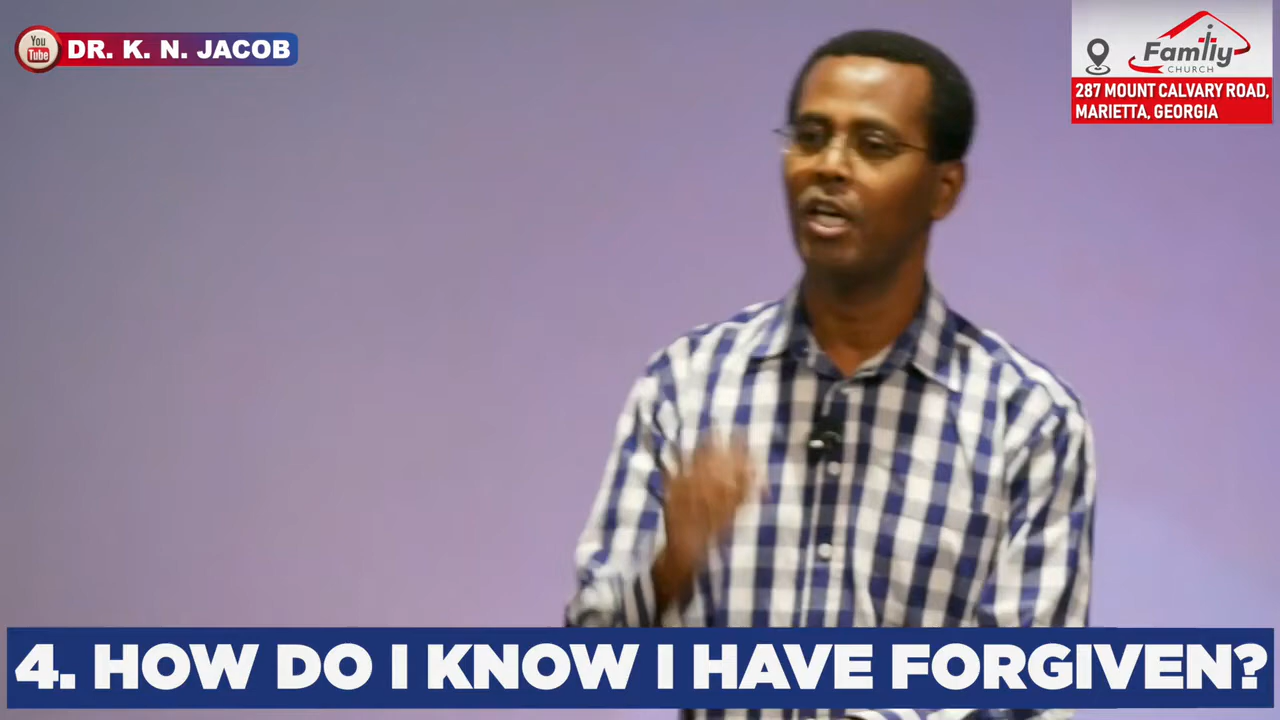 You
Tube
DR. K. N. JACOB
Family
CHURCH
287 MOUNT CALVARY ROAD,
MARIETTA, GEORGIA
4. HOW DO I KNOW I HAVE FORGIVEN?